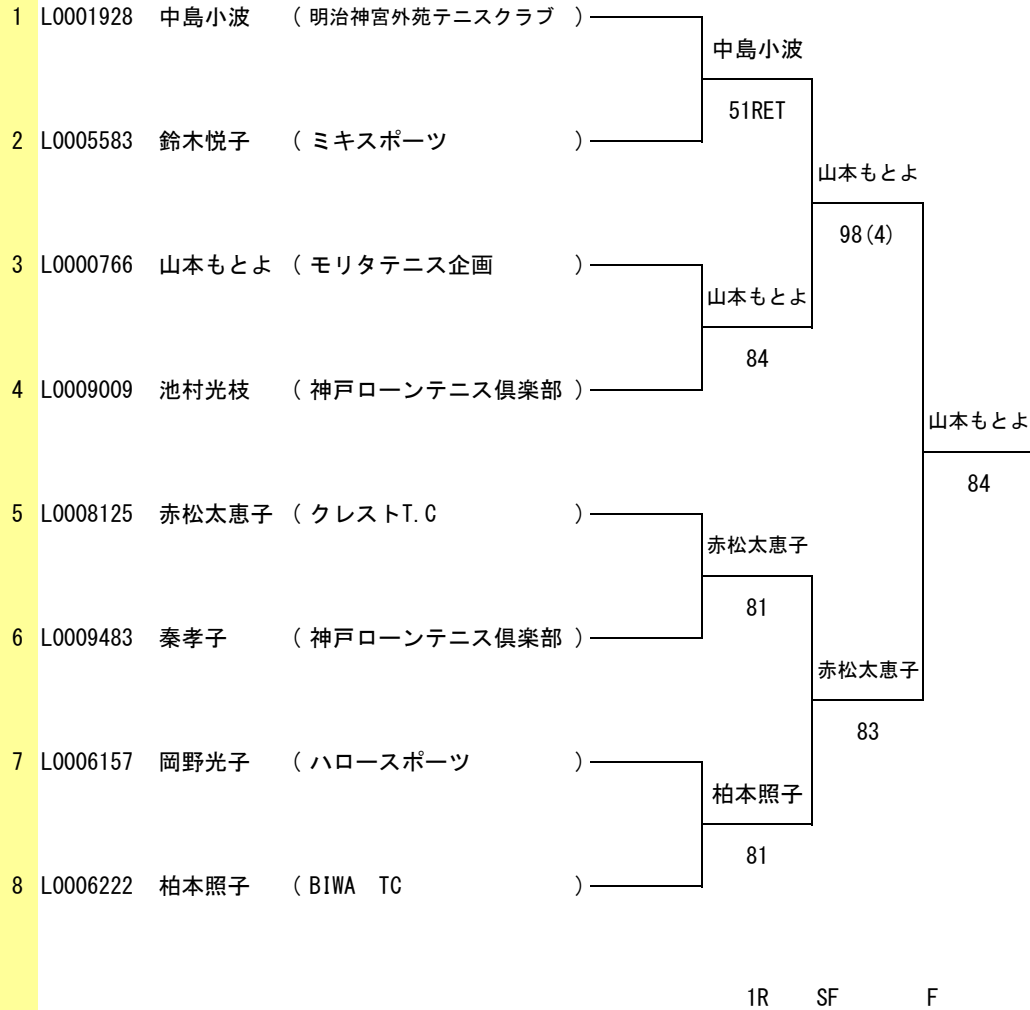 1 L0001928 中島小波 ( 明治神宮外苑テニスクラブ )
中島小波
51RET
2 L0005583 鈴木悦子 ( ミキスポーツ )
山本もとよ
98(4)
3 L0000766 山本もとよ ( モリタテニス企画 )
山本もとよ
84
4 L0009009 池村光枝 ( 神戸ローンテニス倶楽部 )
山本もとよ
84
5 L0008125 赤松太恵子 ( クレストT.C )
赤松太恵子
81
6 L0009483 秦孝子 ( 神戸ローンテニス倶楽部 )
赤松太恵子
83
7 L0006157 岡野光子 ( ハロースポーツ )
柏本照子
81
8 L0006222 柏本照子 ( BIWA TC )
1R SF F